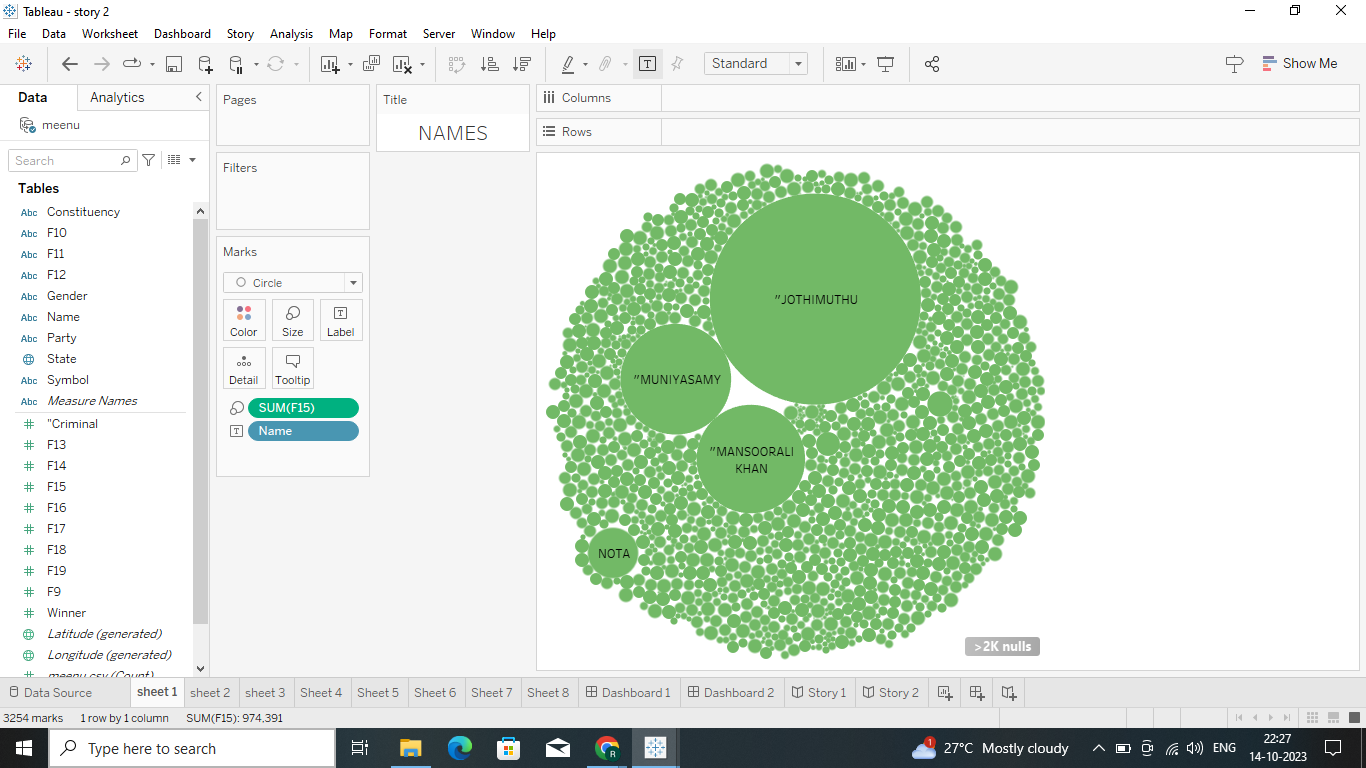 Tableau - story 2
File Data Worksheet Dashboard Story Analysis Map Format Server Window Help
Standard
Show Me
Data Analytics
meenu
Search
Tables
Abc Constituency
Abc F10
Abc F11
Abc F12
Abc Gender
Abc Name
Abc Party
State
Abc Symbol
Abc Measure Names
# "Criminal
# F13
# F14
# F15
# F16
# F17
# F18
# F19
# F9
# Winner
Latitude (generated)
Longitude (generated)
meenu.csv (Count)
Pages
Filters
Marks
Circle
Color Size Label
Detail Tooltip
SUM(F15)
Name
Title
NAMES
Columns
Rows
"JOTHIMUTHU
"MUNIYASAMY
"MANSOORALI
KHAN
NOTA
>2K nulls
Data Source sheet 1 sheet 2 sheet 3 Sheet 4 Sheet 5 Sheet 6 Sheet 7 Sheet 8 Dashboard 1 Dashboard 2 Story 1 Story 2
3254 marks 1 row by 1 column SUM(F15): 974,391
Type here to search
R
1
27°C Mostly cloudy
ENG
22:27
14-10-2023